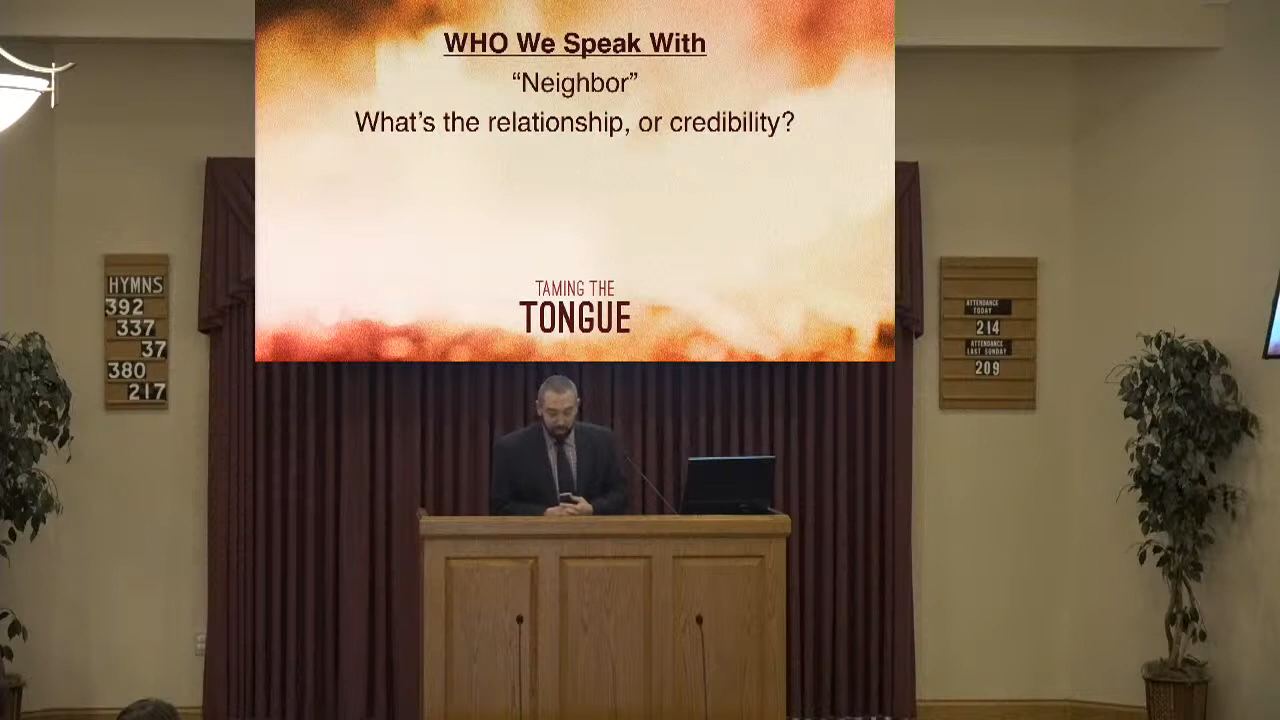 WHO We Speak With
“Neighbor”
What’s the relationship, or credibility?
TAMING THE
TONGUE
HYMNS
392
337
37
380
217
ATTENDANCE
TODAY
214
ATTENDANCE
LAST SUNDAY
209